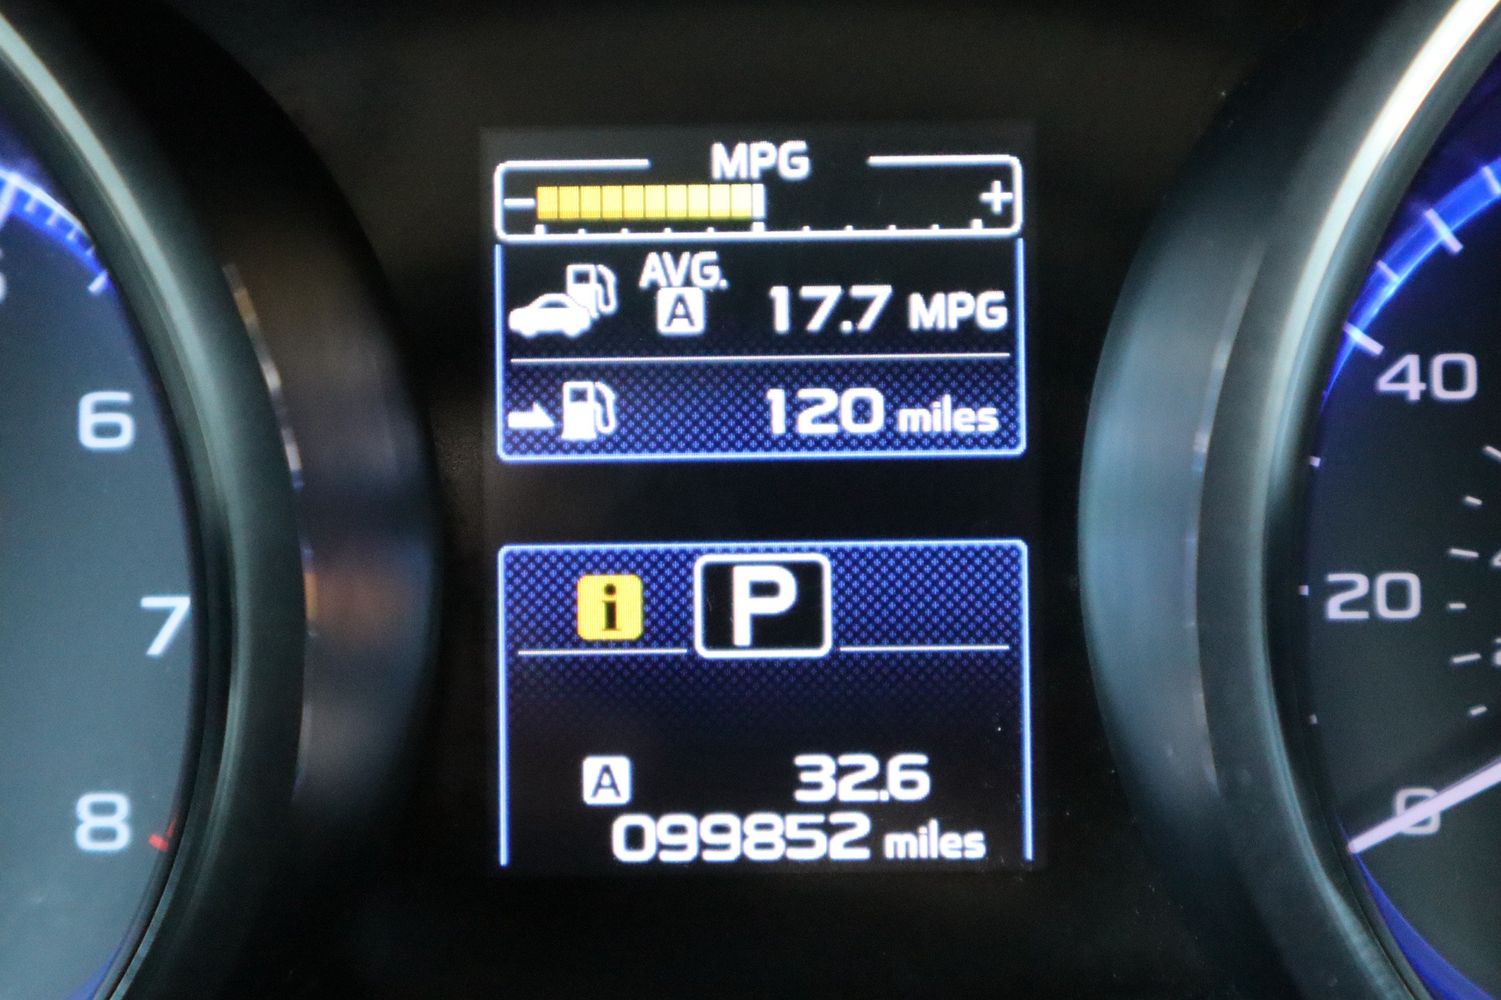 MPG
- +
AVG.
A 17.7 MPG
120 miles
i P
A 32.6
099852 miles
6
7
8
40
20
0